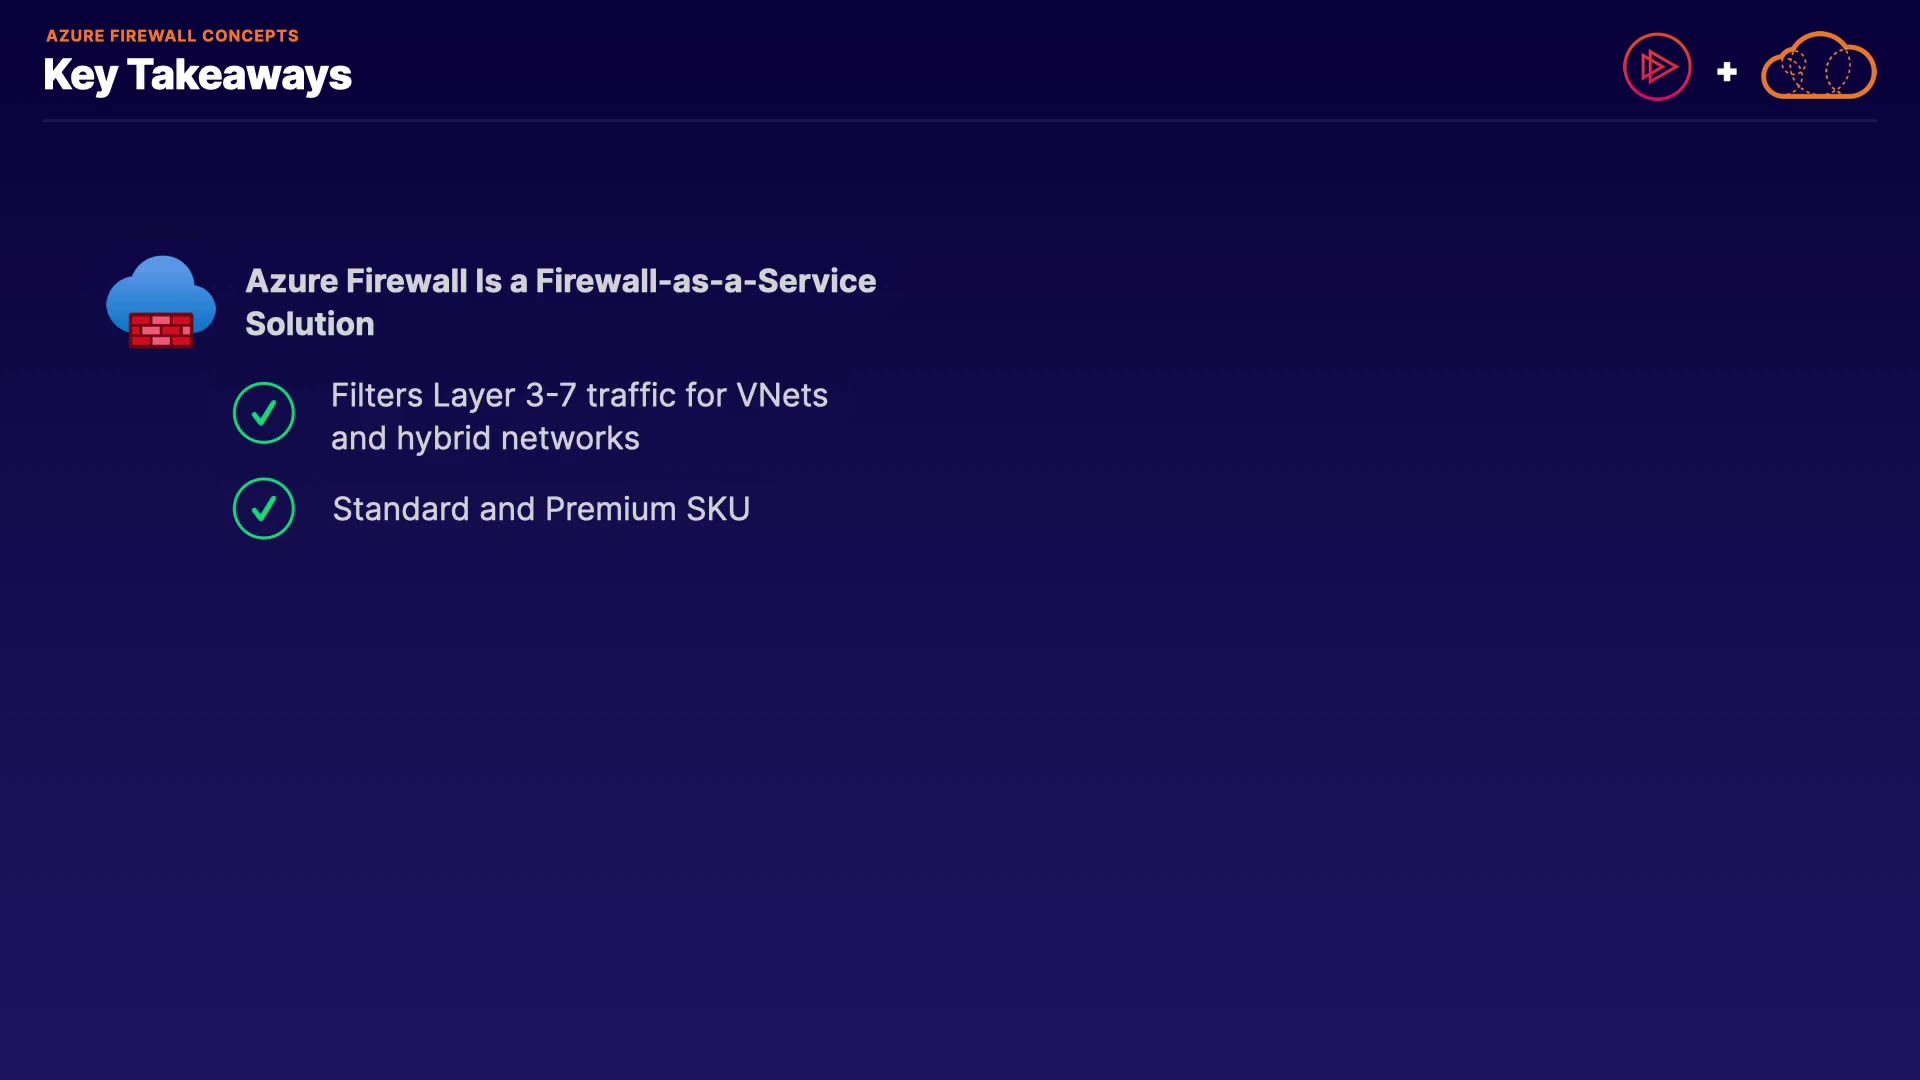 AZURE FIREWALL CONCEPTS
Key Takeaways
Azure Firewall Is a Firewall-as-a-Service
Solution
Filters Layer 3-7 traffic for VNets
and hybrid networks
Standard and Premium SKU